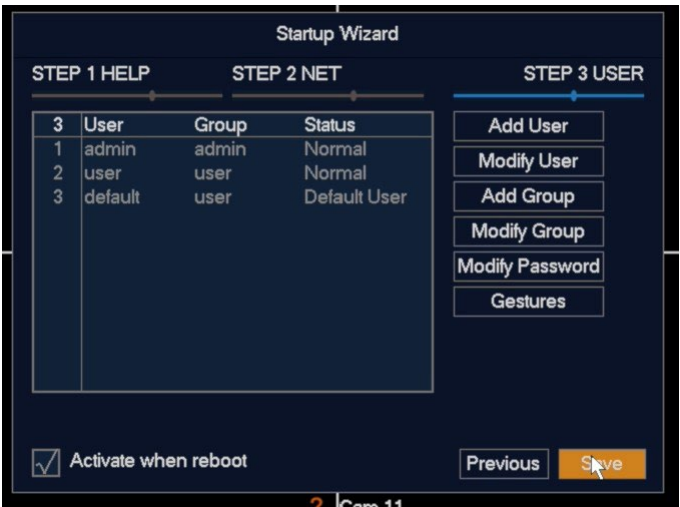 Startup Wizard
STEP 1 HELP STEP 2 NET STEP 3 USER
3 User Group Status
1 admin admin Normal
2 user user Normal
3 default user Default User
Add User
Modify User
Add Group
Modify Group
Modify Password
Gestures
Activate when reboot
Previous Save
Cam 11